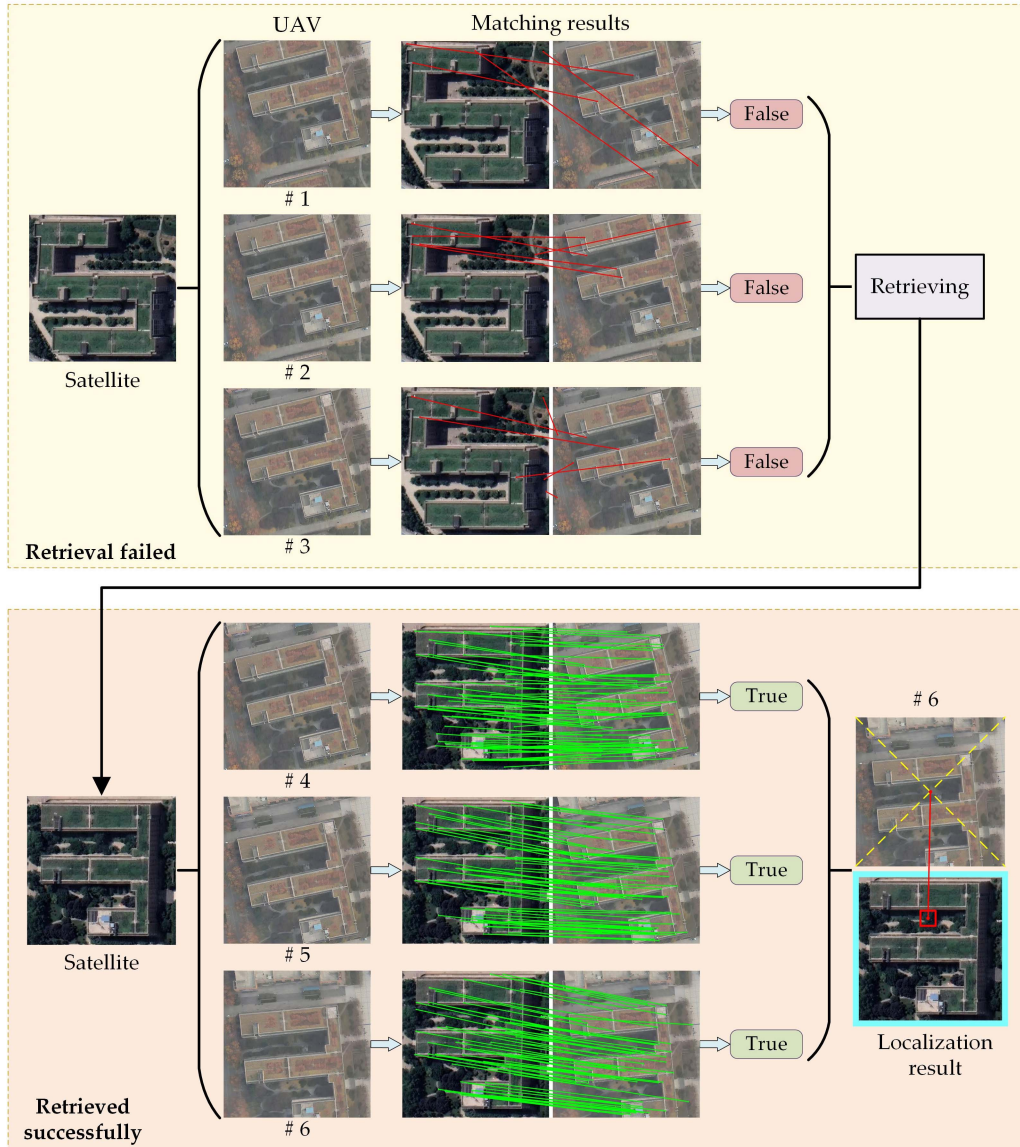 UAV
Matching results
False
# 1
False
Retrieving
Satellite
# 2
False
# 3
Retrieval failed
True
# 4
# 6
True
Satellite
# 5
True
Localization
result
Retrieved
successfully
# 6